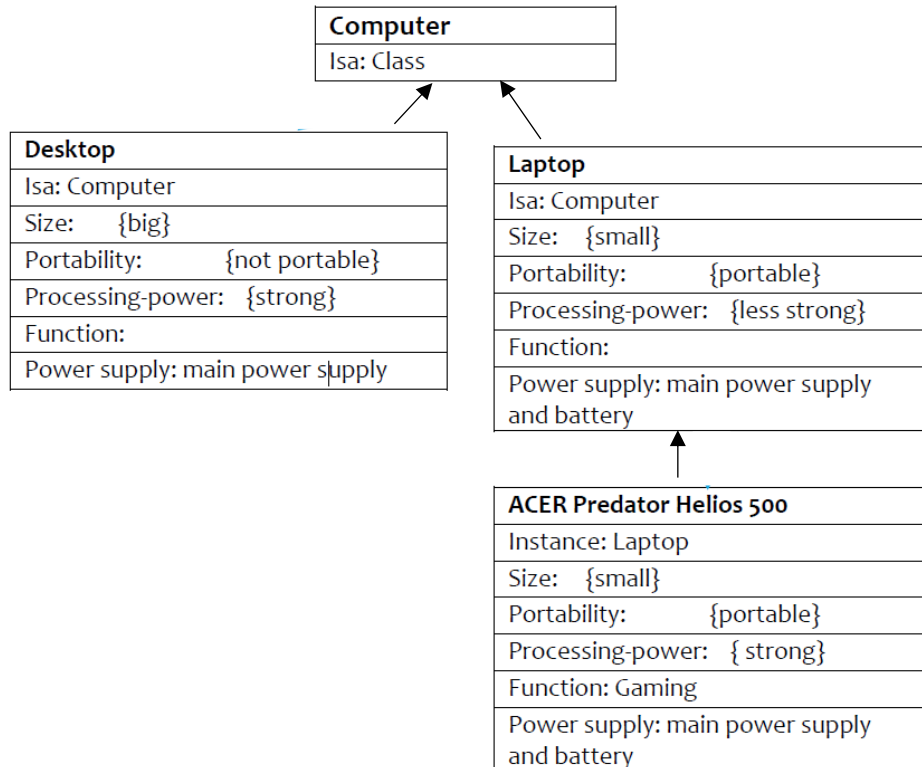 Computer
Isa: Class
Desktop
Isa: Computer
Size: {big}
Portability: {not portable}
Processing-power: {strong}
Function:
Power supply: main power supply
Laptop
Isa: Computer
Size: {small}
Portability: {portable}
Processing-power: {less strong}
Function:
Power supply: main power supply
and battery
ACER Predator Helios 500
Instance: Laptop
Size: {small}
Portability: {portable}
Processing-power: { strong}
Function: Gaming
Power supply: main power supply
and battery